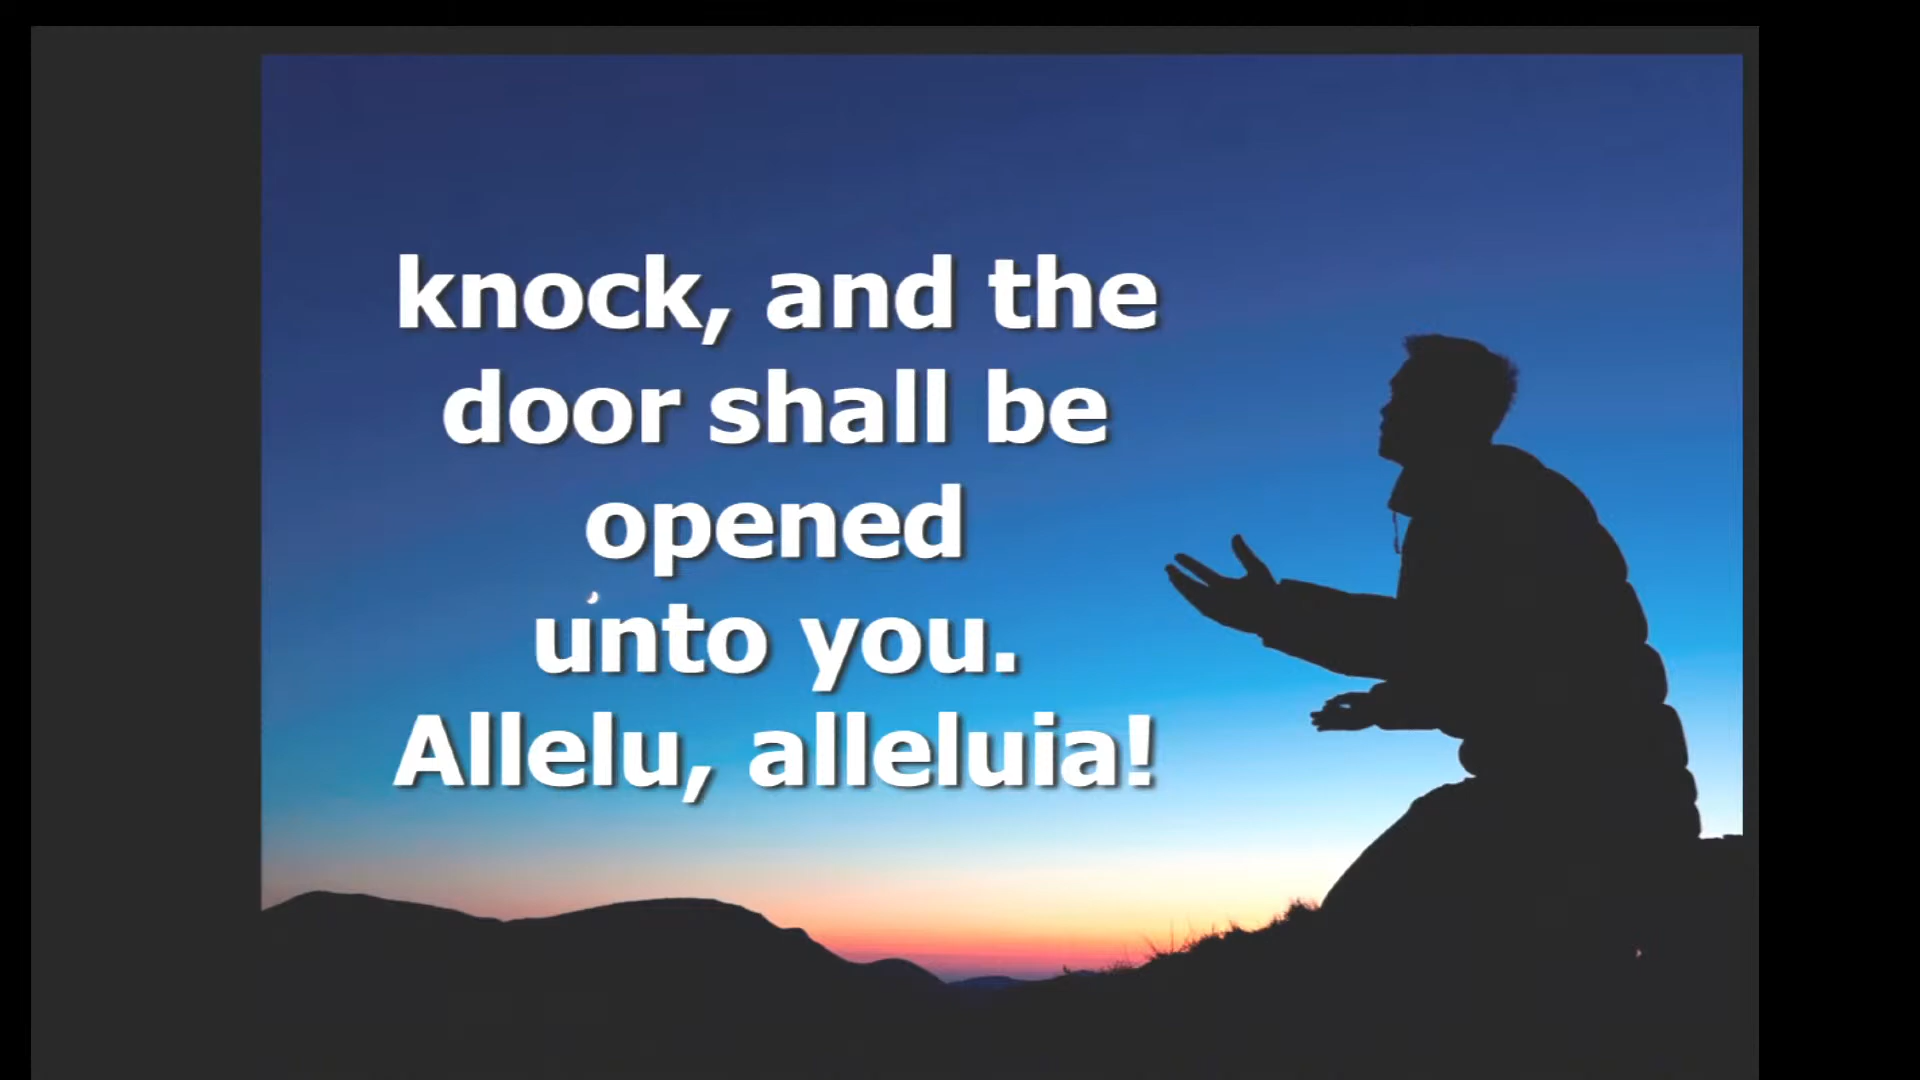 knock, and the
door shall be
opened
unto you.
Allelu, alleluia!